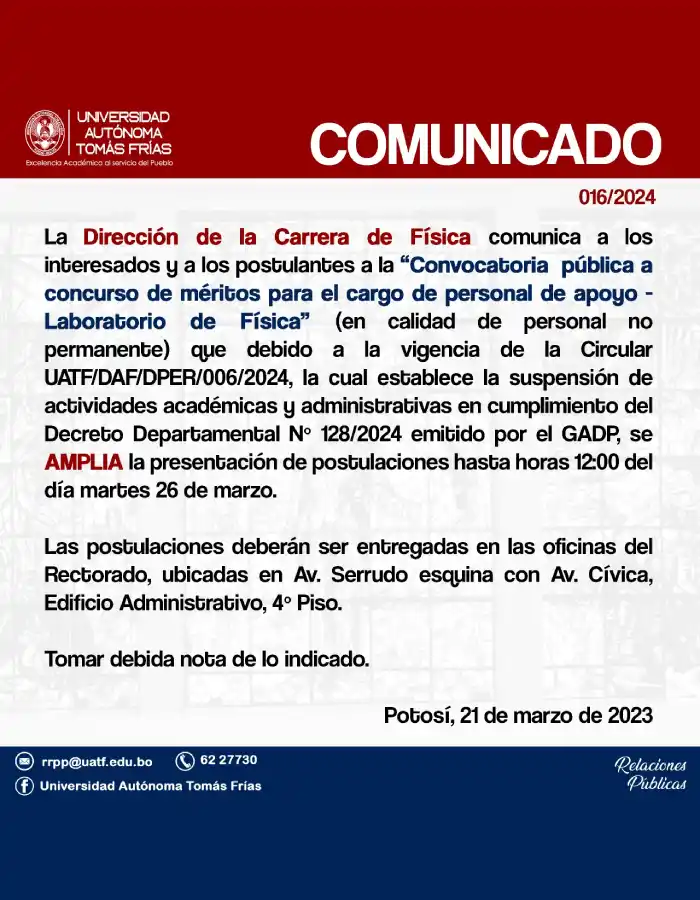 UNIVERSIDAD
AUTÓNOMA
TOMÁS FRÍAS
Excelencia Académica al servicio del Pueblo
COMUNICADO
016/2024
La Dirección de la Carrera de Física comunica a los
interesados y a los postulantes a la “Convocatoria pública a
concurso de méritos para el cargo de personal de apoyo -
Laboratorio de Física” (en calidad de personal no
permanente) que debido a la vigencia de la Circular
UATF/DAF/DPER/006/2024, la cual establece la suspensión de
actividades académicas y administrativas en cumplimiento del
Decreto Departamental Nº 128/2024 emitido por el GADP, se
AMPLIA la presentación de postulaciones hasta horas 12:00 del
día martes 26 de marzo.
Las postulaciones deberán ser entregadas en las oficinas del
Rectorado, ubicadas en Av. Serrudo esquina con Av. Cívica,
Edificio Administrativo, 4º Piso.
Tomar debida nota de lo indicado.
Potosí, 21 de marzo de 2023
rrpp@uatf.edu.bo 62 27730
Universidad Autónoma Tomás Frías
Relaciones
Públicas